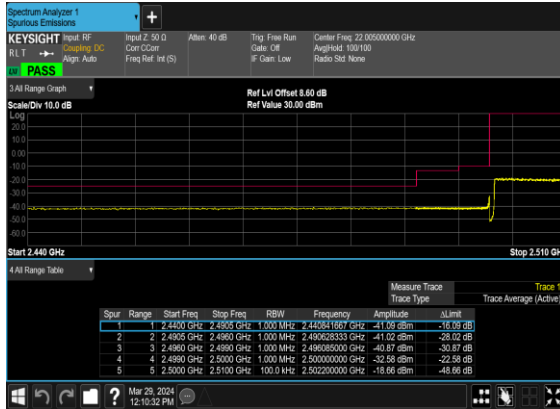 Spectrum Analyzer 1
Spurious Emissions
+
KEYSIGHT Input: RF Input Z: 50 Ω Atten: 40 dB Trig: Free Run Center Freq: 22.005000000 GHz
RLT Coupling: DC Corr CCorr Gate: Off Avg|Hold: 100/100
Align: Auto Freq Ref: Int (S) IF Gain: Low Radio Std: None
PASS
3 All Range Graph
Ref Lvl Offset 8.60 dB
Scale/Div 10.0 dB Ref Value 30.00 dBm
Log
20.0
10.0
0.00
-10.0
-20.0
-30.0
-40.0
-50.0
-60.0
Start 2.440 GHz Stop 2.510 GH
4 All Range Table
Measure Trace Trace 1
Trace Type Trace Average (Active)
Spur Range Start Freq Stop Freq RBW Frequency Amplitude ΔLimit
1 1 2.4400 GHz 2.4905 GHz 1.000 MHz 2.440841667 GHz -41.09 dBm -16.09 dB
2 2 2.4905 GHz 2.4960 GHz 1.000 MHz 2.490628333 GHz -41.02 dBm -28.02 dB
3 3 2.4960 GHz 2.4990 GHz 1.000 MHz 2.496085000 GHz -40.87 dBm -30.87 dB
4 4 2.4990 GHz 2.5000 GHz 1.000 MHz 2.500000000 GHz -32.58 dBm -22.58 dB
5 5 2.5000 GHz 2.5100 GHz 100.0 kHz 2.502200000 GHz -18.66 dBm -48.66 dB
? Mar 29, 2024
12:10:32 PM